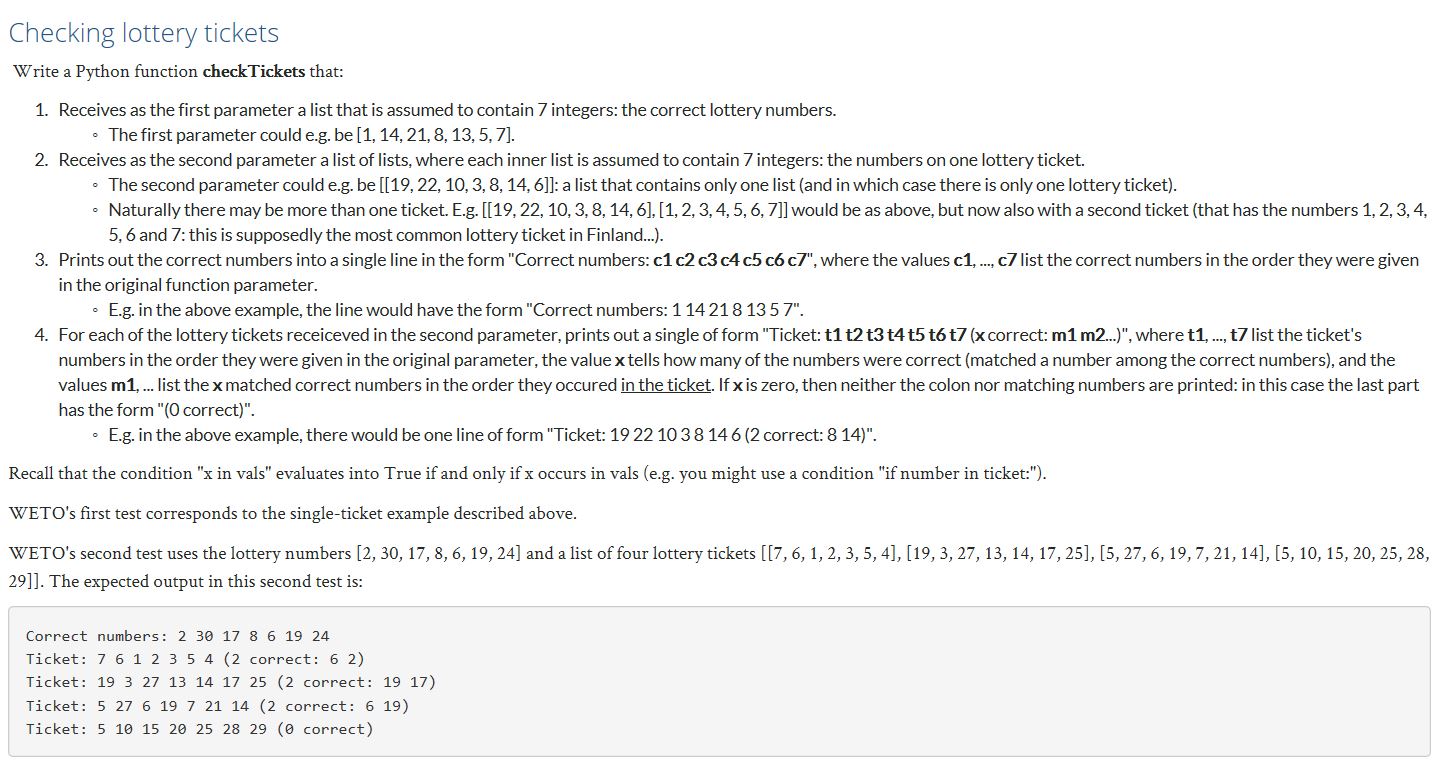 Checking lottery tickets
Write a Python function checkTickets that:
1. Receives as the first parameter a list that is assumed to contain 7 integers: the correct lottery numbers.
◦ The first parameter could e.g. be [1, 14, 21, 8, 13, 5, 7].
2. Receives as the second parameter a list of lists, where each inner list is assumed to contain 7 integers: the numbers on one lottery ticket.
◦ The second parameter could e.g. be [[19, 22, 10, 3, 8, 14, 6]]: a list that contains only one list (and in which case there is only one lottery ticket).
◦ Naturally there may be more than one ticket. E.g. [[19, 22, 10, 3, 8, 14, 6], [1, 2, 3, 4, 5, 6, 7]] would be as above, but now also with a second ticket (that has the numbers 1, 2, 3, 4,
5, 6 and 7: this is supposedly the most common lottery ticket in Finland...).
3. Prints out the correct numbers into a single line in the form "Correct numbers: c1 c2 c3 c4 c5 c6 c7", where the values c1, ..., c7 list the correct numbers in the order they were given
in the original function parameter.
◦ E.g. in the above example, the line would have the form "Correct numbers: 1 14 21 8 13 5 7".
4. For each of the lottery tickets receiceved in the second parameter, prints out a single of form "Ticket: t1 t2 t3 t4 t5 t6 t7 (x correct: m1 m2...)", where t1, ..., t7 list the ticket's
numbers in the order they were given in the original parameter, the value x tells how many of the numbers were correct (matched a number among the correct numbers), and the
values m1, ... list the x matched correct numbers in the order they occured in the ticket. If x is zero, then neither the colon nor matching numbers are printed: in this case the last part
has the form "(0 correct)".
◦ E.g. in the above example, there would be one line of form "Ticket: 19 22 10 3 8 14 6 (2 correct: 8 14)".
Recall that the condition "x in vals" evaluates into True if and only if x occurs in vals (e.g. you might use a condition "if number in ticket:").
WETO's first test corresponds to the single-ticket example described above.
WETO's second test uses the lottery numbers [2, 30, 17, 8, 6, 19, 24] and a list of four lottery tickets [[7, 6, 1, 2, 3, 5, 4], [19, 3, 27, 13, 14, 17, 25], [5, 27, 6, 19, 7, 21, 14], [5, 10, 15, 20, 25, 28,
29]]. The expected output in this second test is:
Correct numbers: 2 30 17 8 6 19 24
Ticket: 7 6 1 2 3 5 4 (2 correct: 6 2)
Ticket: 19 3 27 13 14 17 25 (2 correct: 19 17)
Ticket: 5 27 6 19 7 21 14 (2 correct: 6 19)
Ticket: 5 10 15 20 25 28 29 (0 correct)